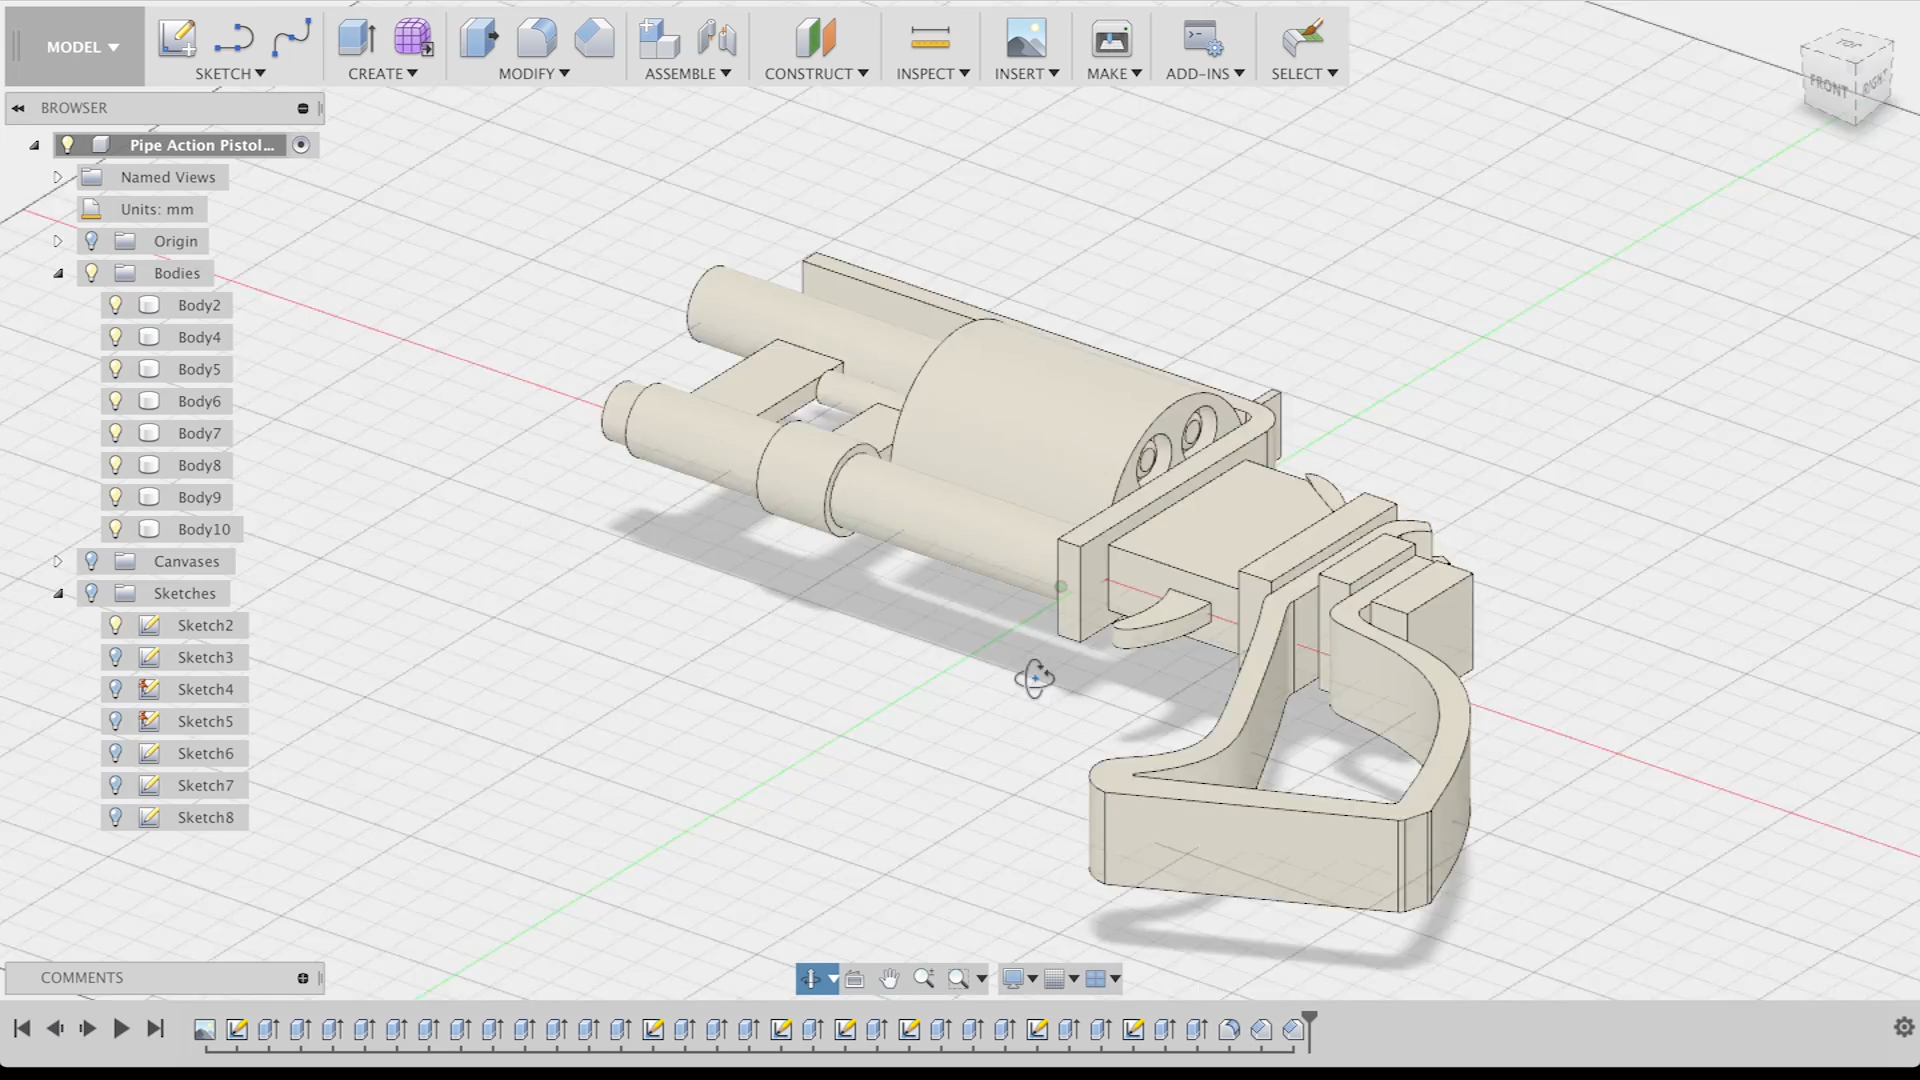 MODEL
SKETCH
CREATE
MODIFY
ASSEMBLE
CONSTRUCT
INSPECT
INSERT
MAKE
ADD-INS
SELECT
TOP
FRONT
RIGHT
BROWSER
Pipe Action Pistol...
Named Views
Units: mm
Origin
Bodies
Body2
Body4
Body5
Body6
Body7
Body8
Body9
Body10
Canvases
Sketches
Sketch2
Sketch3
Sketch4
Sketch5
Sketch6
Sketch7
Sketch8
COMMENTS